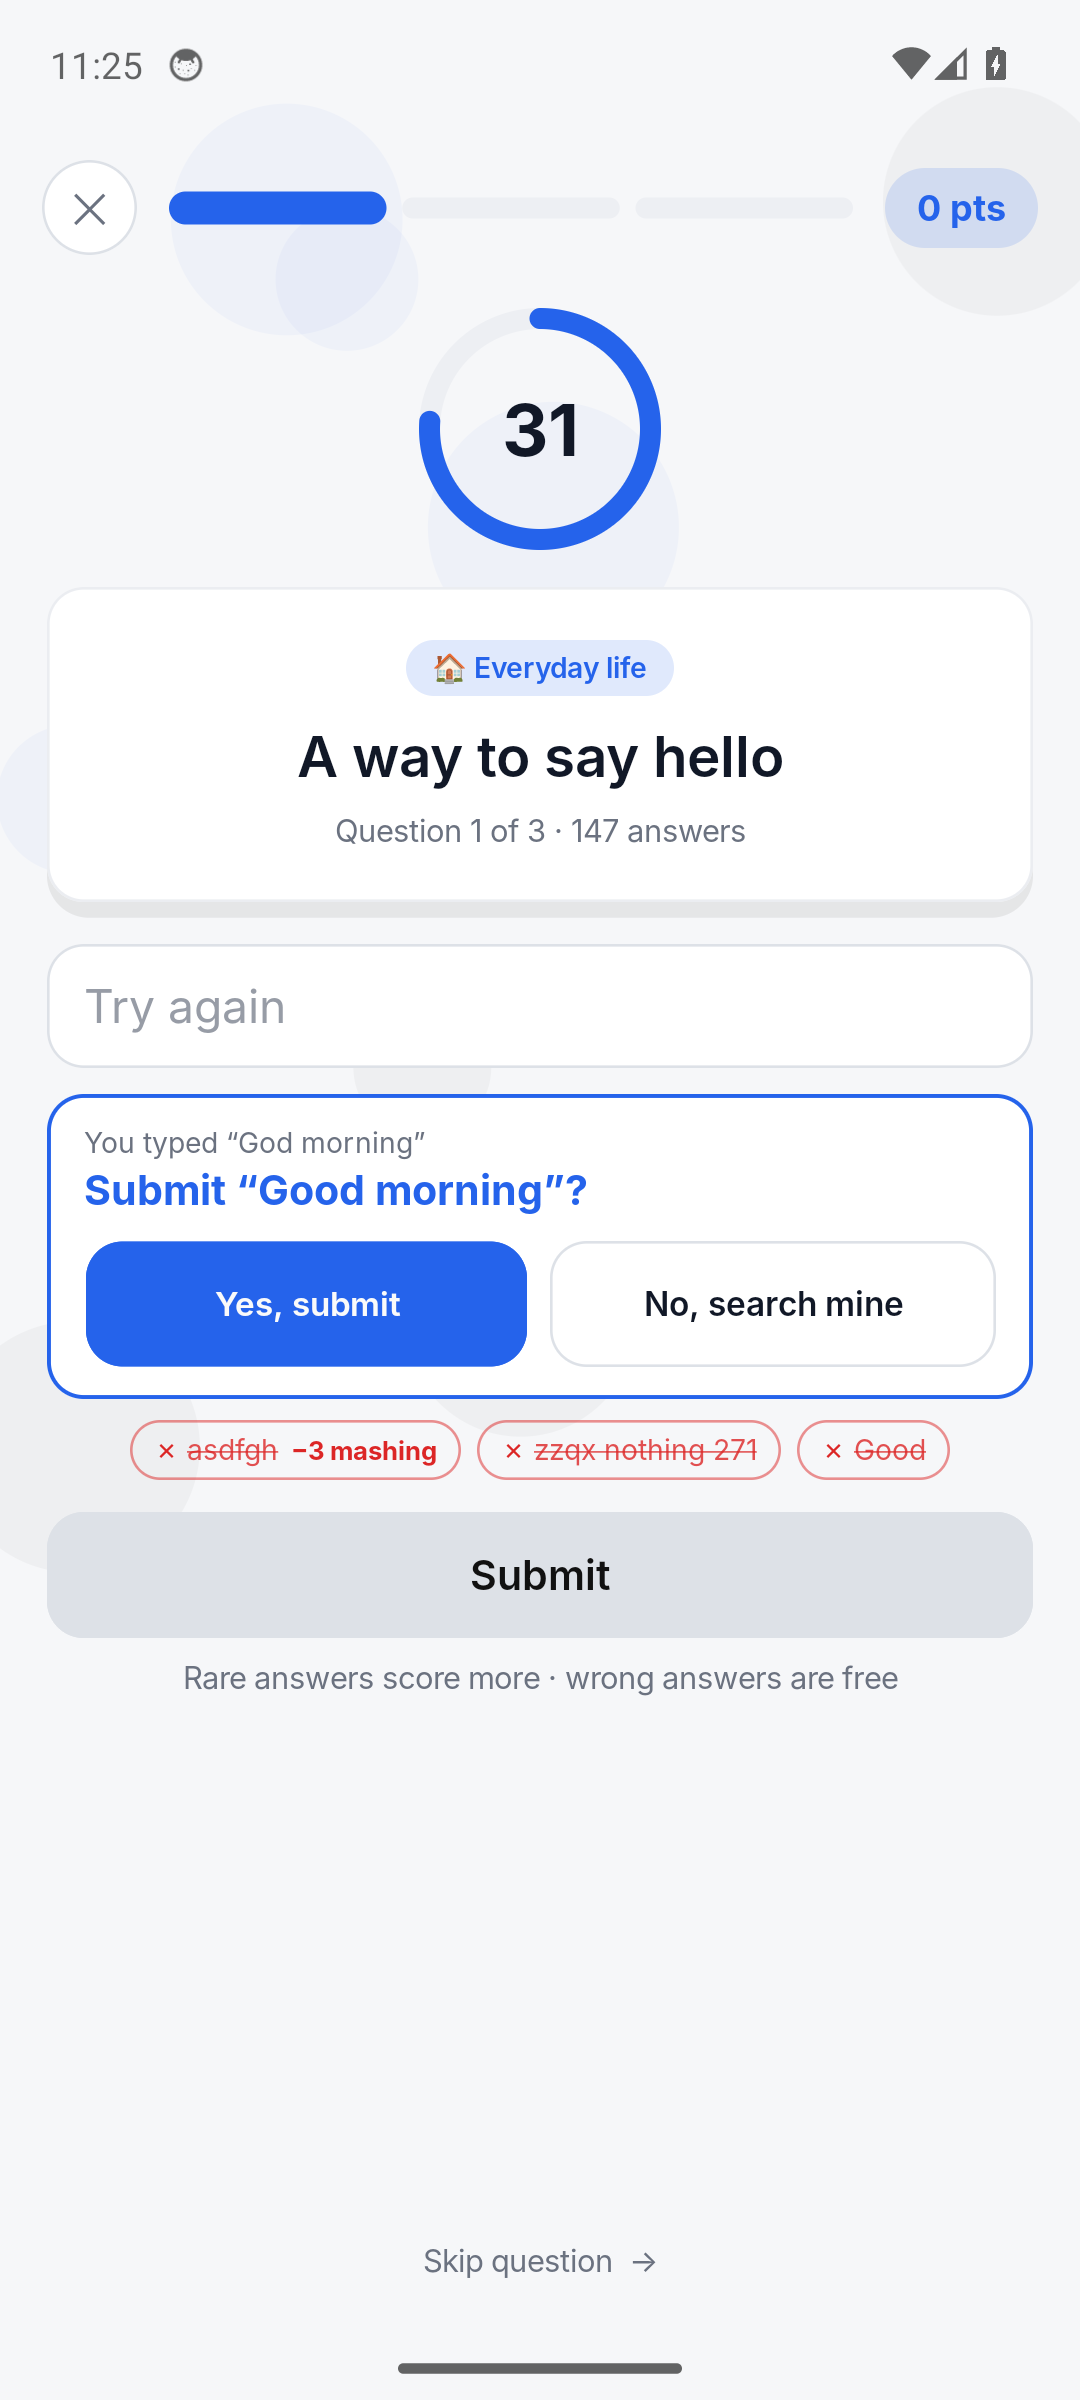 11:25
0 pts
31
🏠 Everyday life
A way to say hello
Question 1 of 3 · 147 answers
Try again
You typed “God morning”
Submit “Good morning”?
Yes, submit
No, search mine
× asdfgh −3 mashing
× zzqx nothing 271
× Good
Submit
Rare answers score more · wrong answers are free
Skip question →